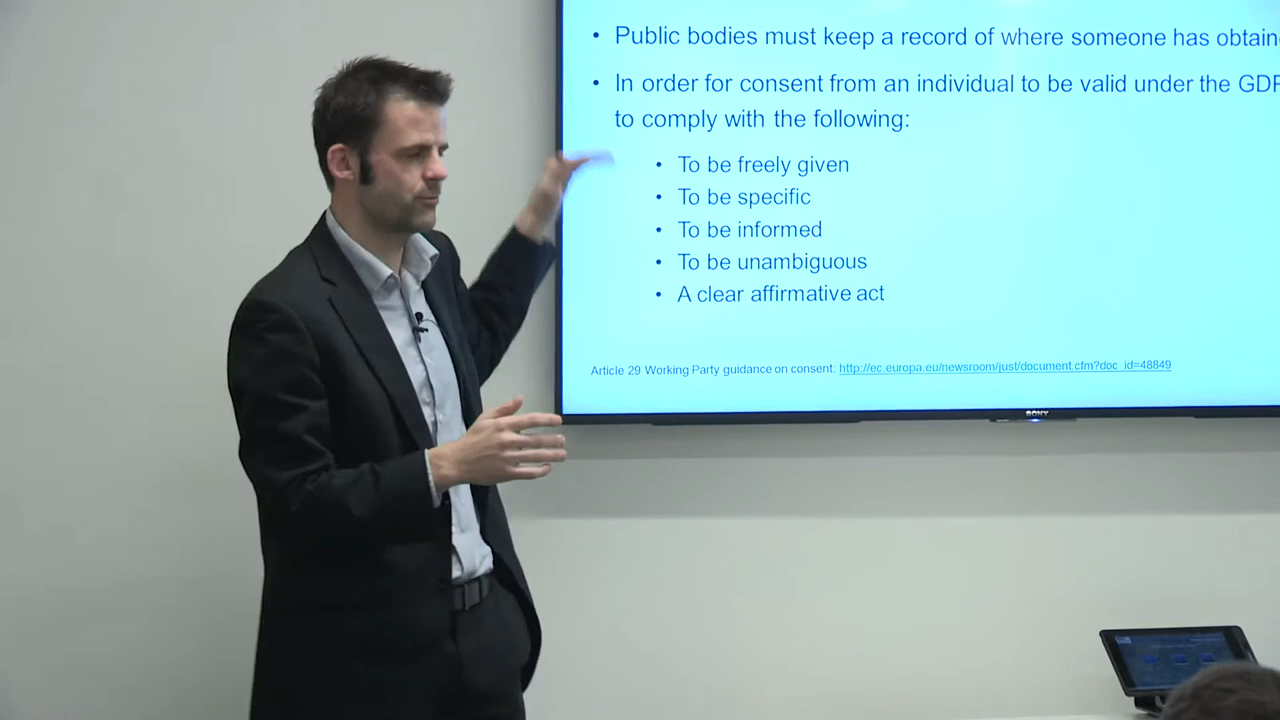 • Public bodies must keep a record of where someone has
• In order for consent from an individual to be valid under the
to comply with the following:
• To be freely given
• To be specific
• To be informed
• To be unambiguous
• A clear affirmative act
Article 29 Working Party guidance on consent: http://ec.europa.eu/newsroom/just/document.cfm?doc_id=48849
SONY